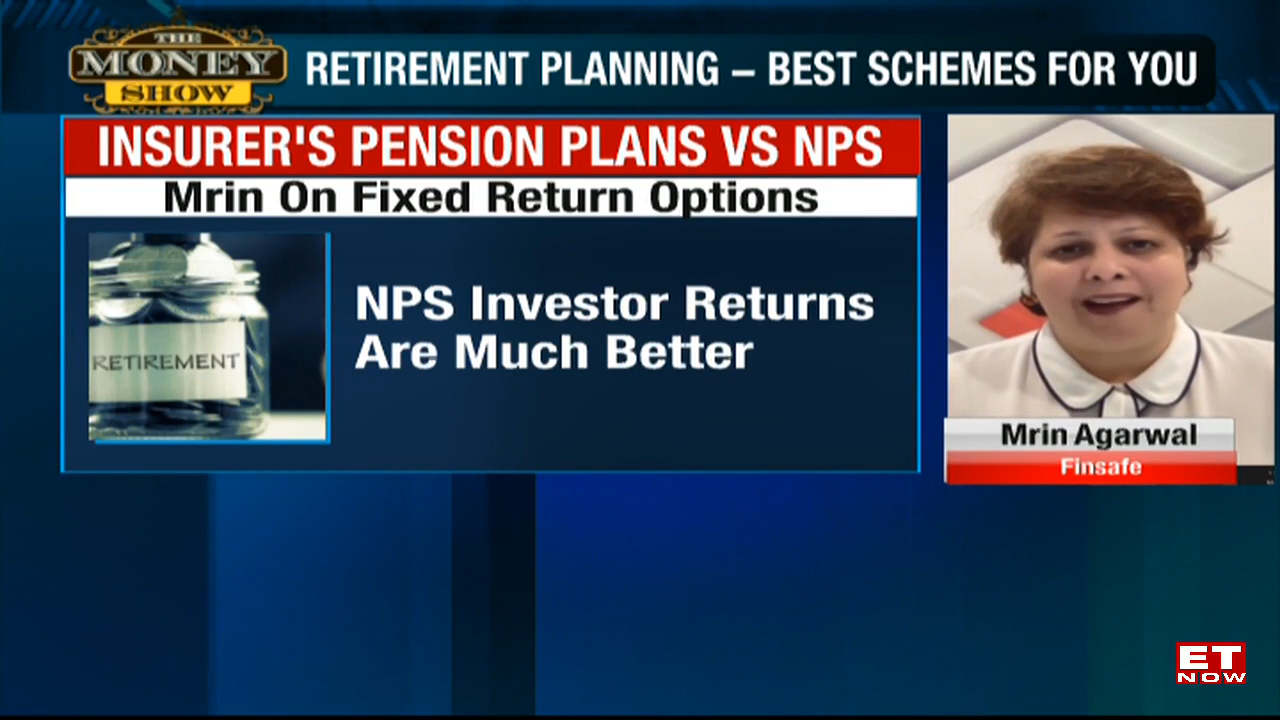 THE
MONEY
SHOW
RETIREMENT PLANNING – BEST SCHEMES FOR YOU
INSURER'S PENSION PLANS VS NPS
Mrin On Fixed Return Options
RETIREMENT
NPS Investor Returns
Are Much Better
Mrin Agarwal
Finsafe
ET
NOW